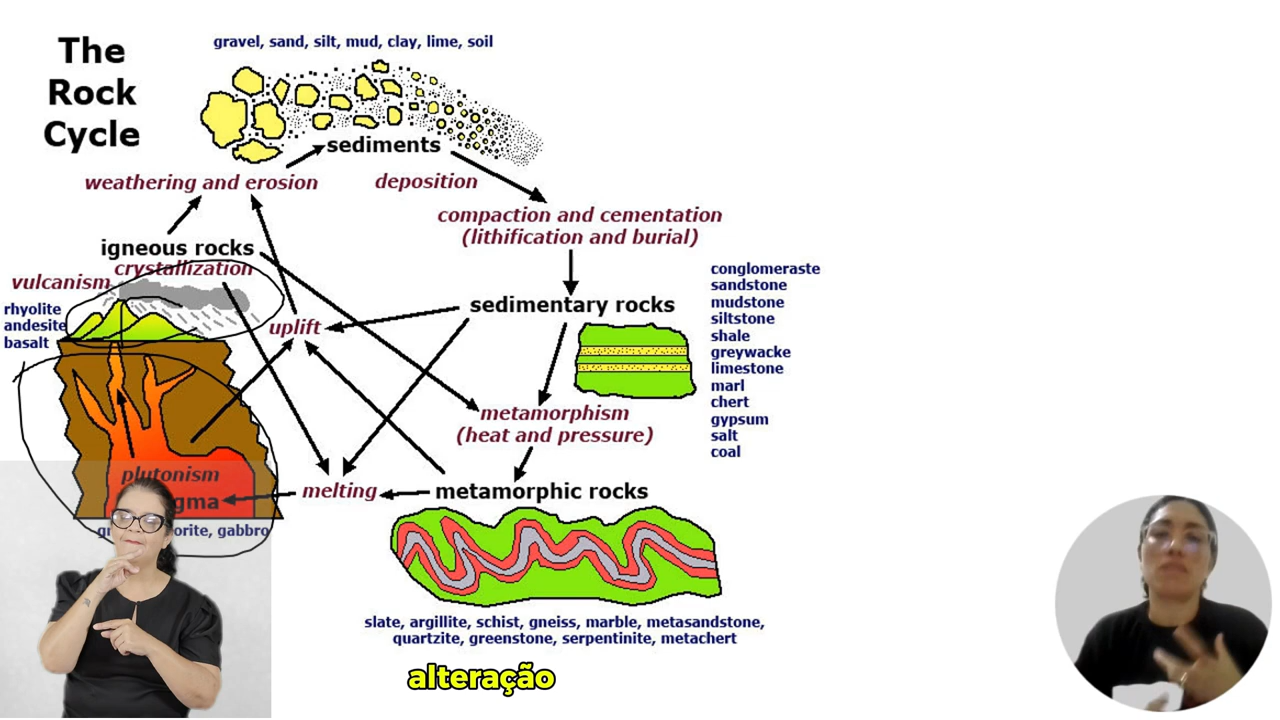 The
Rock
Cycle
gravel, sand, silt, mud, clay, lime, soil
sediments
weathering and erosion
deposition
compaction and cementation
(lithification and burial)
igneous rocks
crystallization
vulcanism
rhyolite
andesite
basalt
uplift
sedimentary rocks
conglomeraste
sandstone
mudstone
siltstone
shale
greywacke
limestone
marl
chert
gypsum
salt
coal
metamorphism
(heat and pressure)
plutonism
melting
metamorphic rocks
gabbro
slate, argillite, schist, gneiss, marble, metasandstone,
quartzite, greenstone, serpentinite, metachert
alteração